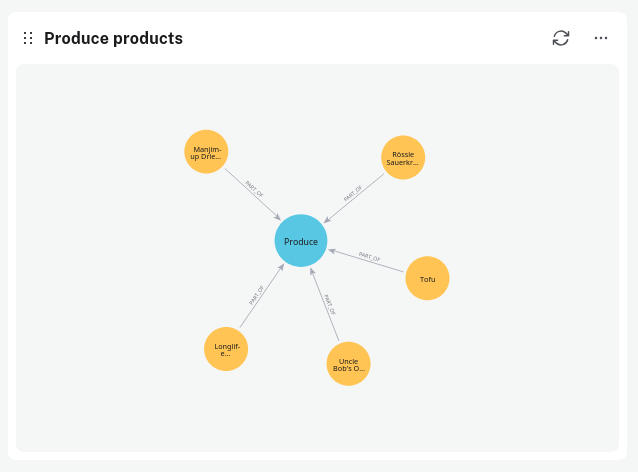 Produce products
Manjim-
up Drie...
PART_OF
Rössle
Sauerkr...
PART_OF
Produce
PART_OF
Tofu
PART_OF
PART_OF
Longlif-
e...
Uncle
Bob's O...